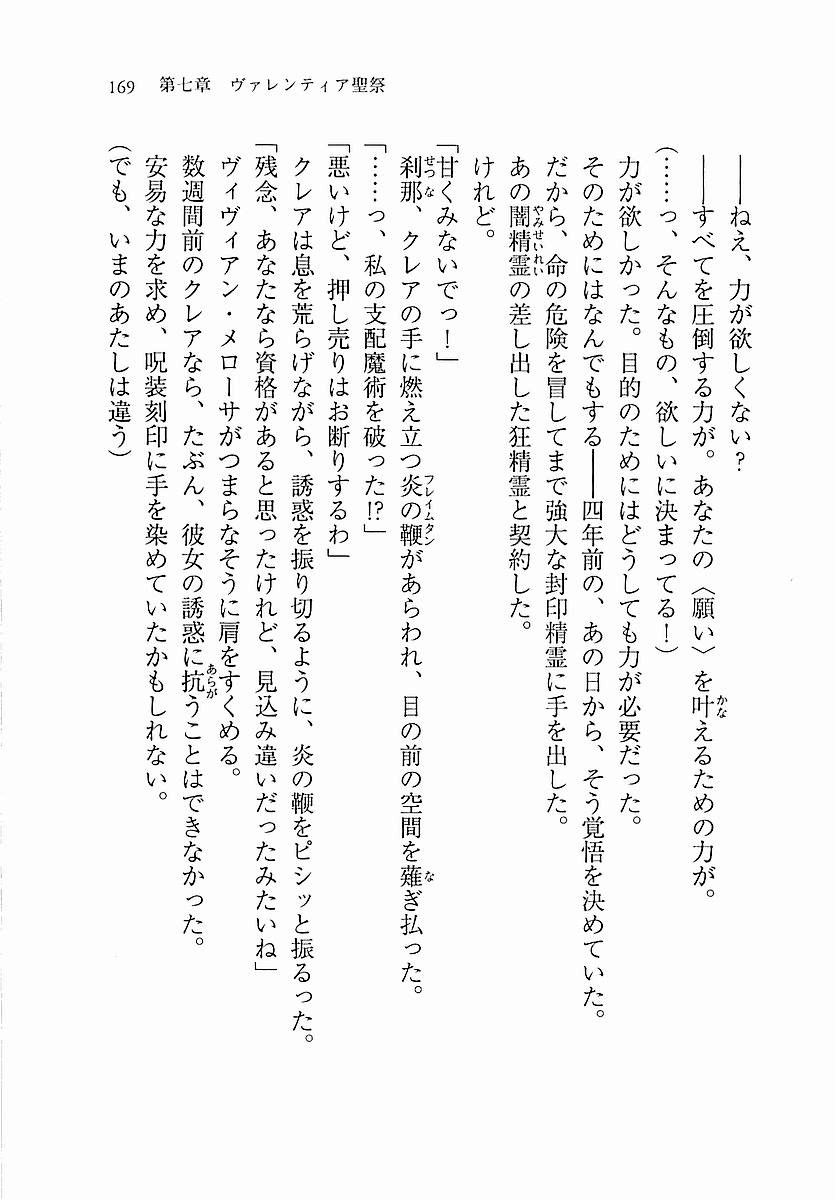 169　第七章　ヴァレンティア聖祭
――ねえ、力が欲しくない？
――すべてを圧倒する力が。あなたの〈願い〉を叶えるための力が。
（……っ、そんなもの、欲しいに決まってる！）
力が欲しかった。目的のためにはどうしても力が必要だった。
そのためにはなんでもする――四年前の、あの日から、そう覚悟を決めていた。
だから、命の危険を冒してまで強大な封印精霊に手を出した。
あの闇精霊の差し出した狂精霊と契約した。
けれど。
「甘くみないでっ！」
刹那、クレアの手に燃え立つ炎の鞭があらわれ、目の前の空間を薙ぎ払った。
「……っ、私の支配魔術を破った!?」
「悪いけど、押し売りはお断りするわ」
クレアは息を荒らげながら、誘惑を振り切るように、炎の鞭をピシッと振るった。
「残念、あなたなら資格があると思ったけれど、見込み違いだったみたいね」
ヴィヴィアン・メローサがつまらなそうに肩をすくめる。
数週間前のクレアなら、たぶん、彼女の誘惑に抗うことはできなかった。
安易な力を求め、呪装刻印に手を染めていたかもしれない。
（でも、いまのあたしは違う）